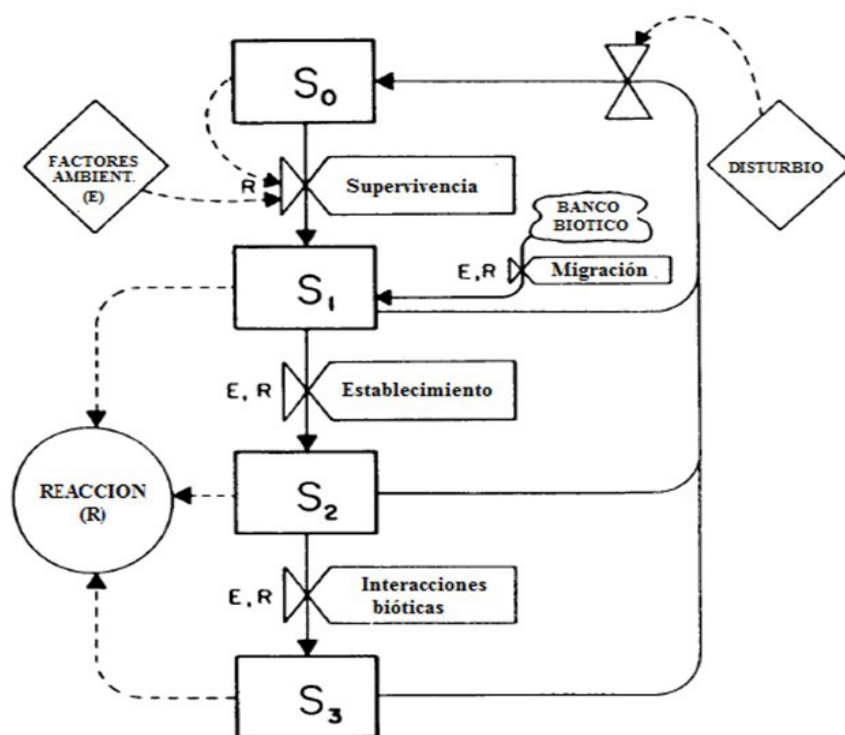 S0
FACTORES
AMBIENT.
(E)
R
Supervivencia
DISTURBIO
BANCO
BIOTICO
E, R
Migración
S1
E, R
Establecimiento
REACCION
(R)
S2
E, R
Interacciones
bióticas
S3